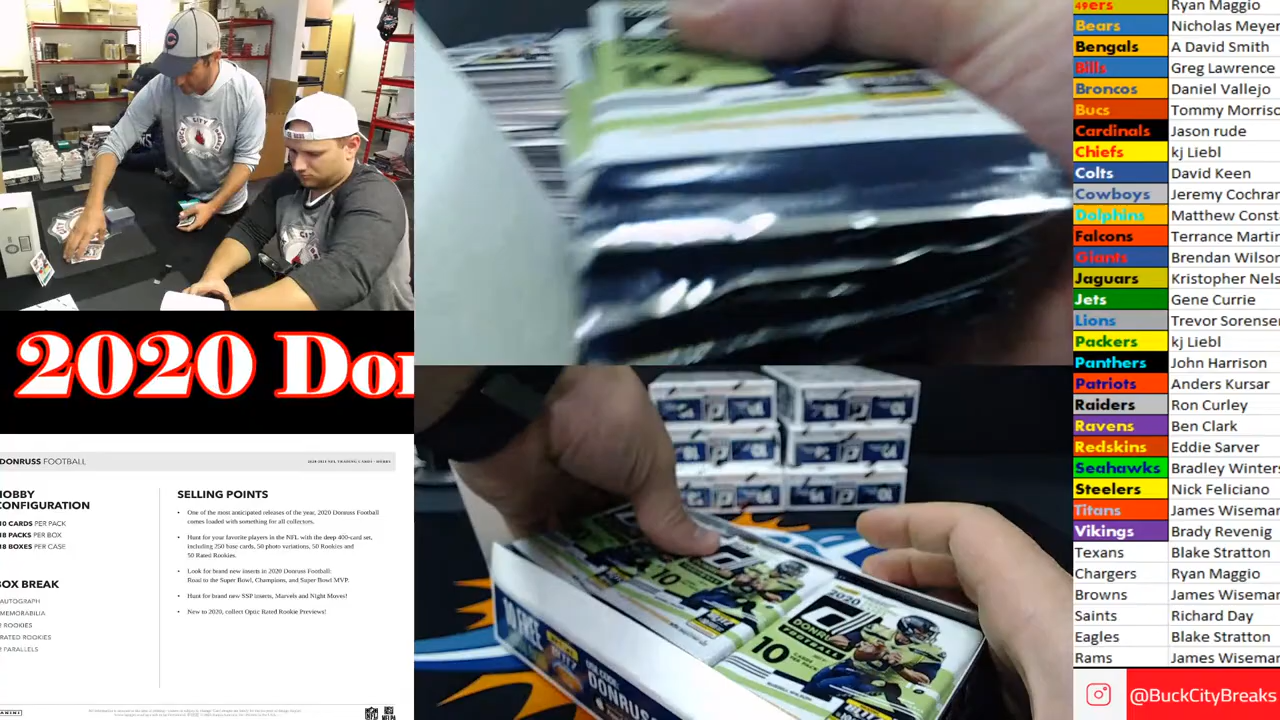 2020 Don
DONRUSS FOOTBALL
HOBBY
CONFIGURATION
10 CARDS PER PACK
18 PACKS PER BOX
18 BOXES PER CASE
BOX BREAK
AUTOGRAPH
MEMORABILIA
ROOKIES
RATED ROOKIES
PARALLELS
SELLING POINTS
• One of the most anticipated releases of the year, 2020 Donruss Football
comes loaded with something for all collectors.
• Hunt for your favorite players in the NFL with the deep 400-card set,
including 250 base cards, 50 photo variations, 50 Rookies and
50 Rated Rookies.
• Look for brand new inserts in 2020 Donruss Football:
Road to the Super Bowl, Champions, and Super Bowl MVP.
• Hunt for brand new SSP inserts, Marvels and Night Moves!
• New to 2020, collect Optic Rated Rookie Previews!
PANINI
2020
DONRUSS
FOOTBALL
10
49ers Ryan Maggio
Bears Nicholas Meyer
Bengals A David Smith
Bills Greg Lawrence
Broncos Daniel Vallejo
Bucs Tommy Morrisc
Cardinals Jason rude
Chiefs kj Liebl
Colts David Keen
Cowboys Jeremy Cochrar
Dolphins Matthew Const
Falcons Terrance Martir
Giants Brendan Wilsor
Jaguars Kristopher Nels
Jets Gene Currie
Lions Trevor Sorensei
Packers kj Liebl
Panthers John Harrison
Patriots Anders Kursar
Raiders Ron Curley
Ravens Ben Clark
Redskins Eddie Sarver
Seahawks Bradley Winter
Steelers Nick Feliciano
Titans James Wisemar
Vikings Brady Revenig
Texans Blake Stratton
Chargers Ryan Maggio
Browns James Wisemar
Saints Richard Day
Eagles Blake Stratton
Rams James Wisemar
@BuckCityBreaks